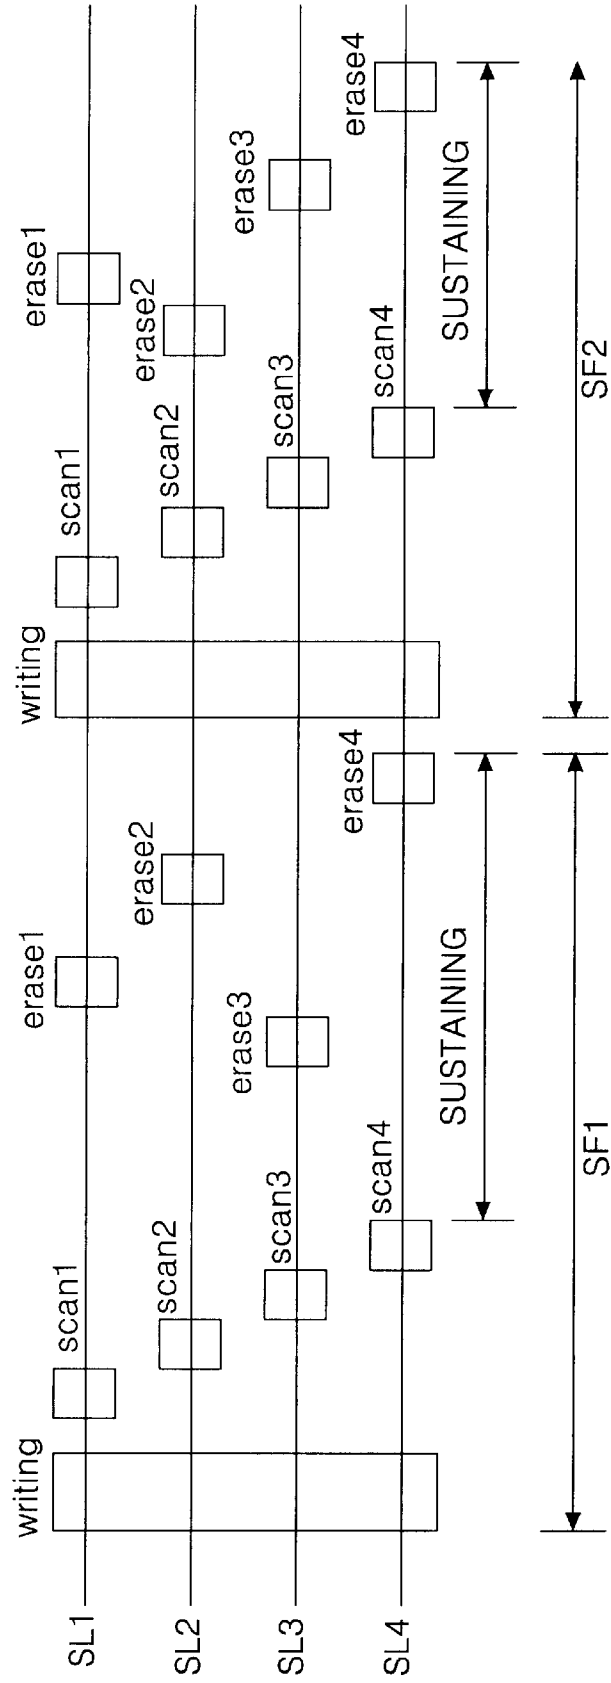 writing writing
scan1 erase1 scan1 erase1
SL1
scan2 erase2 scan2 erase2
SL2
scan3 erase3 scan3 erase3
SL3
scan4 erase4 scan4 erase4
SL4
SUSTAINING SUSTAINING
SF1 SF2